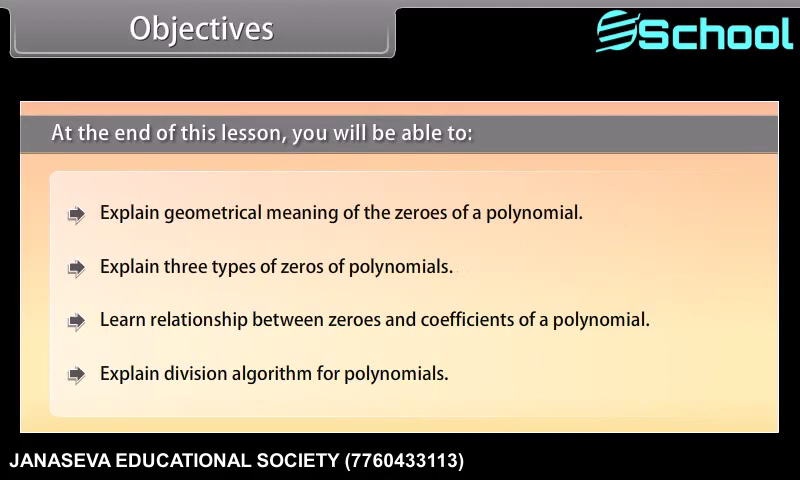 Objectives
School
At the end of this lesson, you will be able to:
Explain geometrical meaning of the zeroes of a polynomial.
Explain three types of zeros of polynomials.
Learn relationship between zeroes and coefficients of a polynomial.
Explain division algorithm for polynomials.
JANASEVA EDUCATIONAL SOCIETY (7760433113)